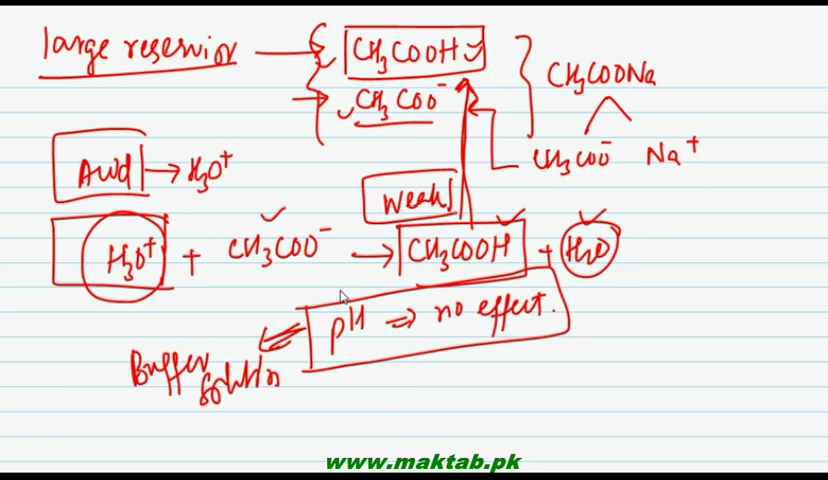 large reservior → CH₃COOH
→ CH₃COO⁻
CH₃COONa
CH₃COO⁻ Na⁺
Acid → H₃O⁺
Weak
H₃O⁺ + CH₃COO⁻ → CH₃COOH + H₂O
pH ⇒ no effect.
Buffer
Solution
www.maktab.pk